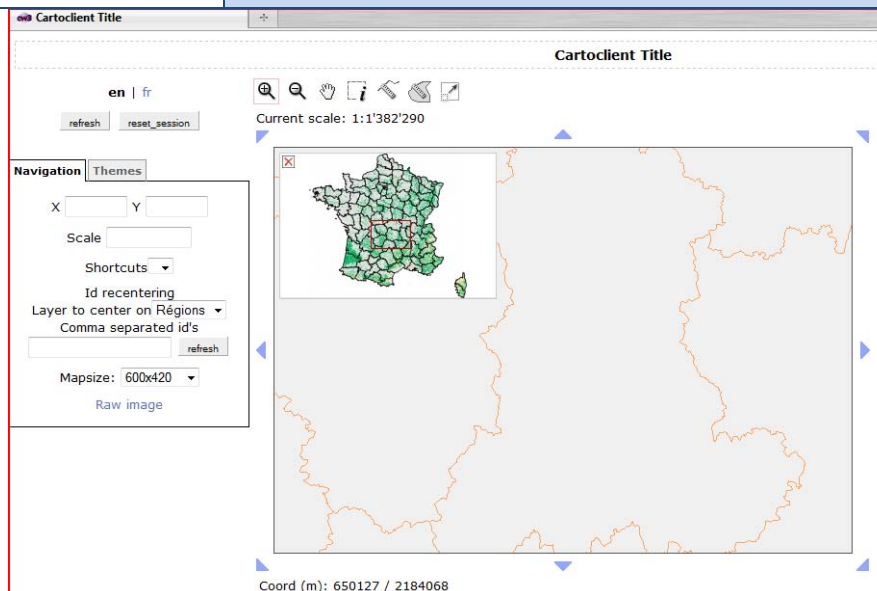 cw3 Cartoclient Title
Cartoclient Title
en | fr
refresh reset_session
Current scale: 1:1'382'290
Navigation Themes
X Y
Scale
Shortcuts
Id recentering
Layer to center on Régions
Comma separated id's
refresh
Mapsize: 600x420
Raw image
Coord (m): 650127 / 2184068